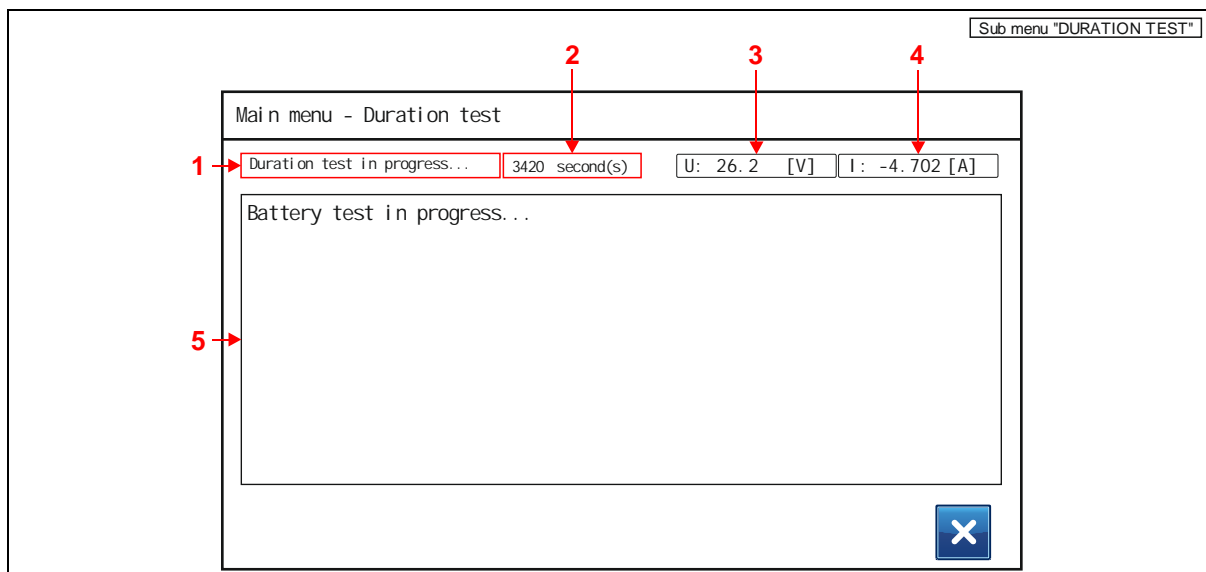 Sub menu "DURATION TEST"
2 3 4
Main menu - Duration test
1 Duration test in progress... 3420 second(s) U: 26.2 [V] I: -4.702 [A]
Battery test in progress...
5